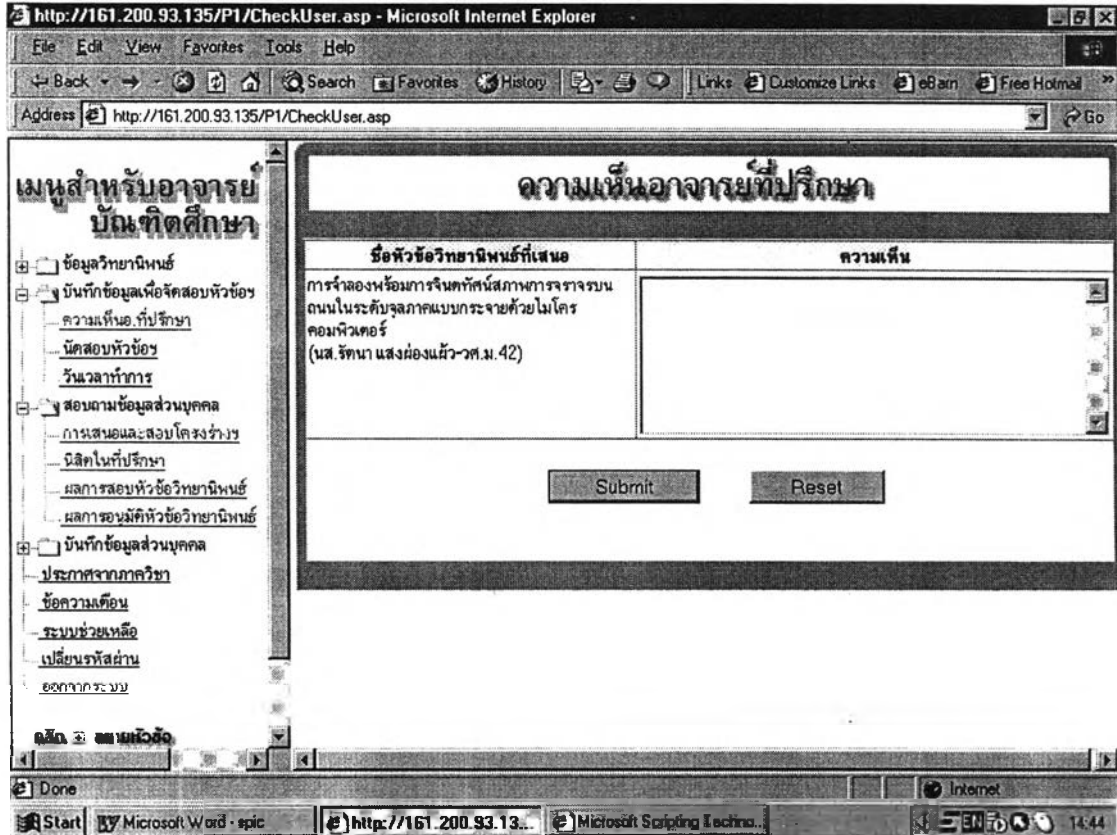 http://161.200.93.135/P1/CheckUser.asp - Microsoft Internet Explorer
File Edit View Favorites Tools Help
Back Search Favorites History Links Customize Links eBarn Free Hotmail »
Address http://161.200.93.135/P1/CheckUser.asp Go
เมนูสำหรับอาจารย์
บัณฑิตศึกษา
ข้อมูลวิทยานิพนธ์
บันทึกข้อมูลเพื่อจัดสอบหัวข้อฯ
ความเห็นอ.ที่ปรึกษา
นัดสอบหัวข้อฯ
วันเวลาทำการ
สอบถามข้อมูลส่วนบุคคล
การเสนอและสอบโครงร่างฯ
นิสิตในที่ปรึกษา
ผลการสอบหัวข้อวิทยานิพนธ์
ผลการอนุมัติหัวข้อวิทยานิพนธ์
บันทึกข้อมูลส่วนบุคคล
ประกาศจากภาควิชา
ข้อความเตือน
ระบบช่วยเหลือ
เปลี่ยนรหัสผ่าน
ออกจากระบบ
คลิก ขยายหัวข้อ
ความเห็นอาจารย์ที่ปรึกษา
ชื่อหัวข้อวิทยานิพนธ์ที่เสนอ ความเห็น
การจำลองพร้อมการจินตทัศน์สภาพการจราจรบน
ถนนในระดับจุลภาคแบบกระจายด้วยไมโคร
คอมพิวเตอร์
(นส.รัตนา แสงผ่องแผ้ว-วศ.ม.42)
Submit Reset
Done Internet
Start Microsoft Word - spic http://161.200.93.13... Microsoft Scripting Techno... EN 14:44